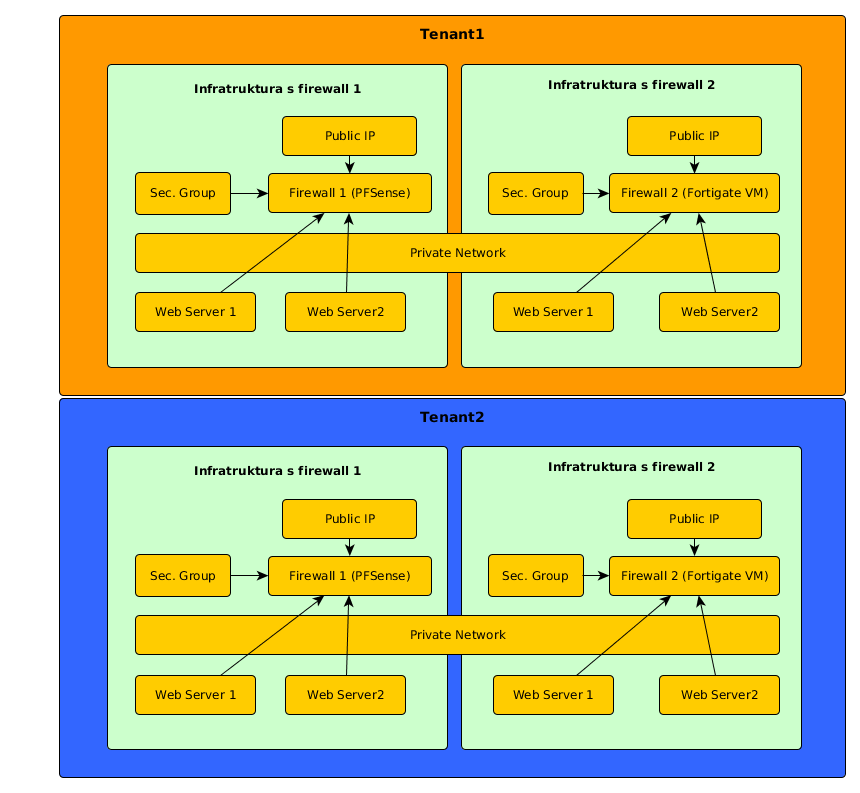 Tenant1
Infratruktura s firewall 1
Infratruktura s firewall 2
Public IP
Public IP
Sec. Group
Firewall 1 (PFSense)
Sec. Group
Firewall 2 (Fortigate VM)
Private Network
Web Server 1
Web Server2
Web Server 1
Web Server2
Tenant2
Infratruktura s firewall 1
Infratruktura s firewall 2
Public IP
Public IP
Sec. Group
Firewall 1 (PFSense)
Sec. Group
Firewall 2 (Fortigate VM)
Private Network
Web Server 1
Web Server2
Web Server 1
Web Server2